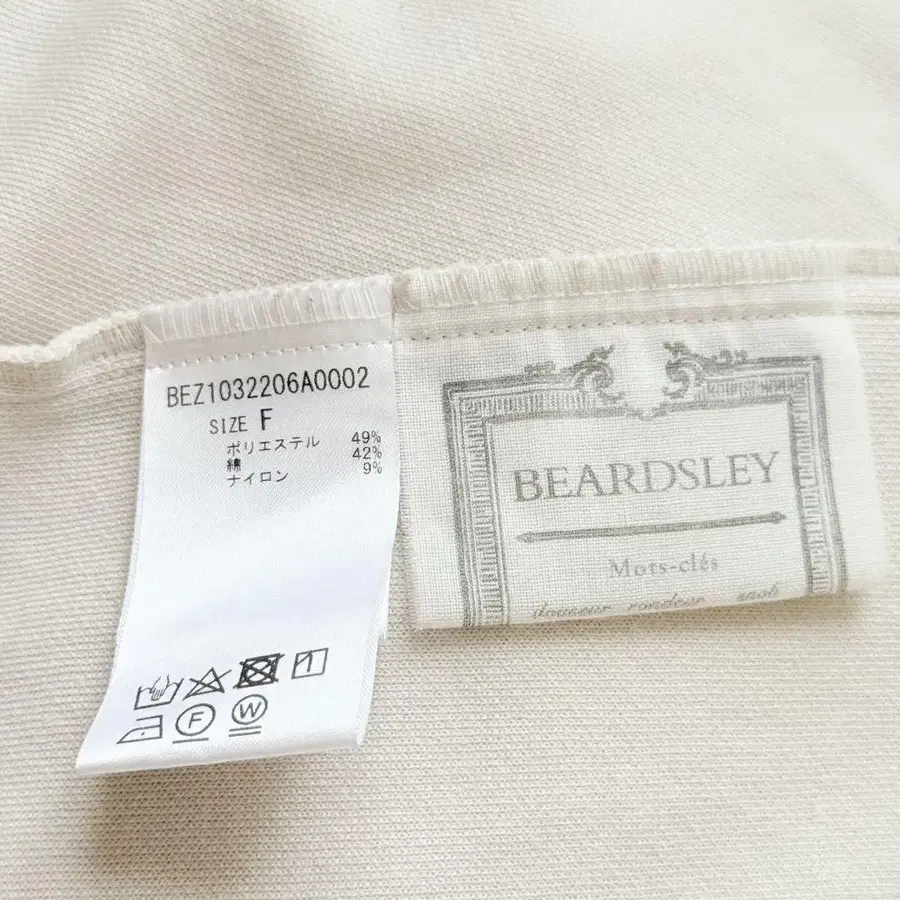 BEZ1032206A0002
SIZE F
ポリエステル 49%
綿 42%
ナイロン 9%
F
W
BEARDSLEY
Mots-clés
douceur rondeur